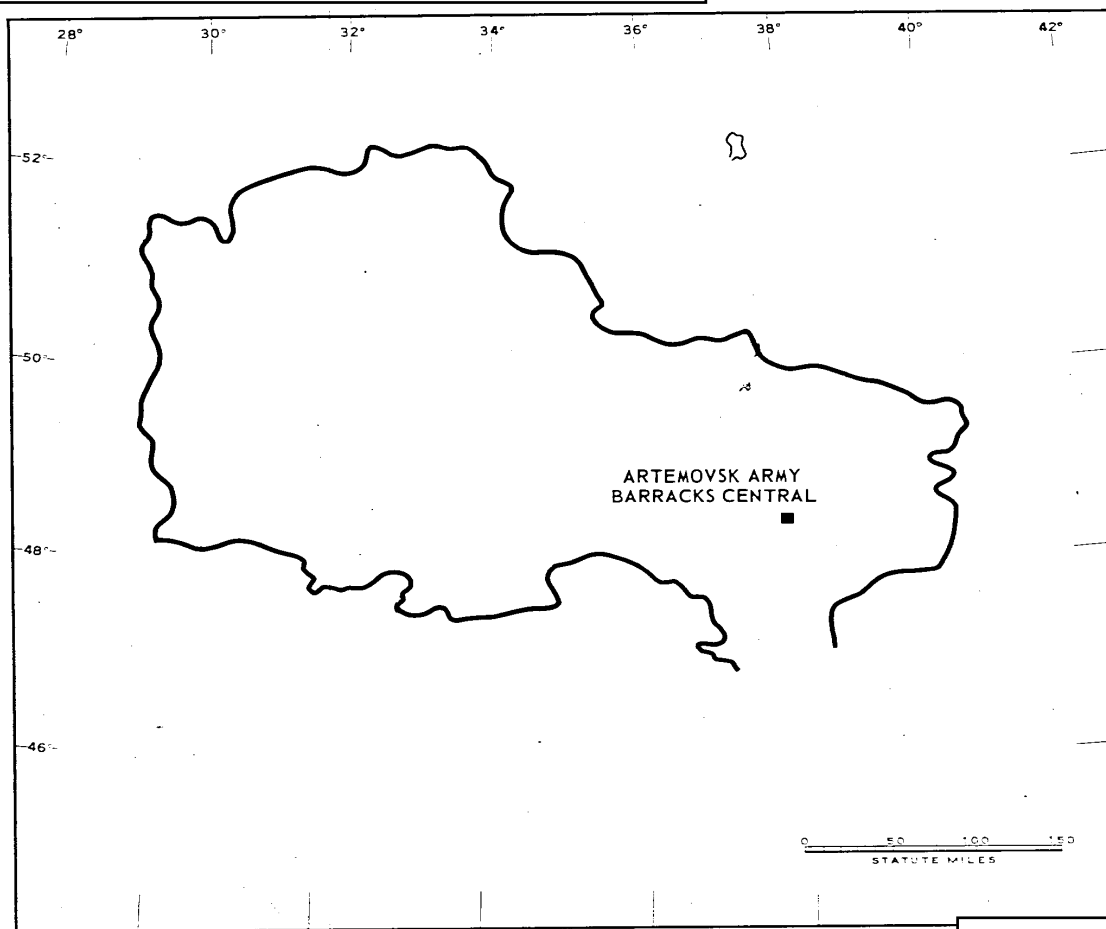 28° 30° 32° 34° 36° 38° 40° 42°
52°
50°
ARTEMOVSK ARMY
BARRACKS CENTRAL
48°
46°
0 50 100 150
STATUTE MILES